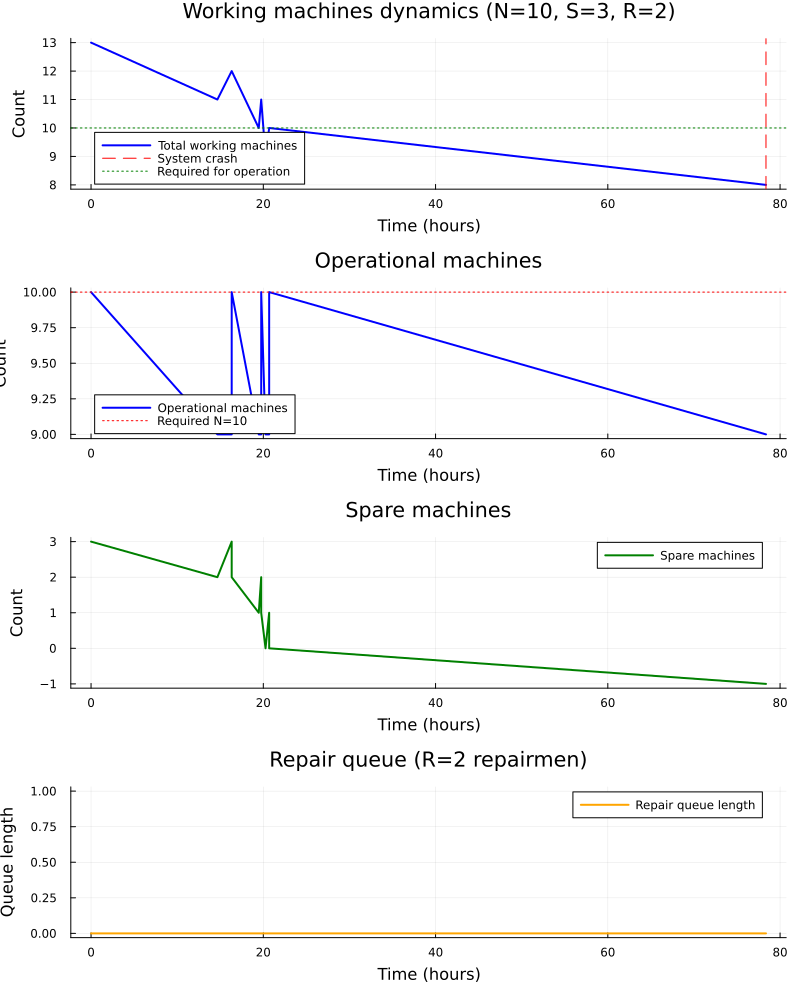 Working machines dynamics (N=10, S=3, R=2)
13
12
11
10
9
8
Count
Total working machines
System crash
Required for operation
0 20 40 60 80
Time (hours)
Operational machines
10.00
9.75
9.50
9.25
9.00
Count
Operational machines
Required N=10
0 20 40 60 80
Time (hours)
Spare machines
3
2
1
0
−1
Count
Spare machines
0 20 40 60 80
Time (hours)
Repair queue (R=2 repairmen)
1.00
0.75
0.50
0.25
0.00
Queue length
Repair queue length
0 20 40 60 80
Time (hours)